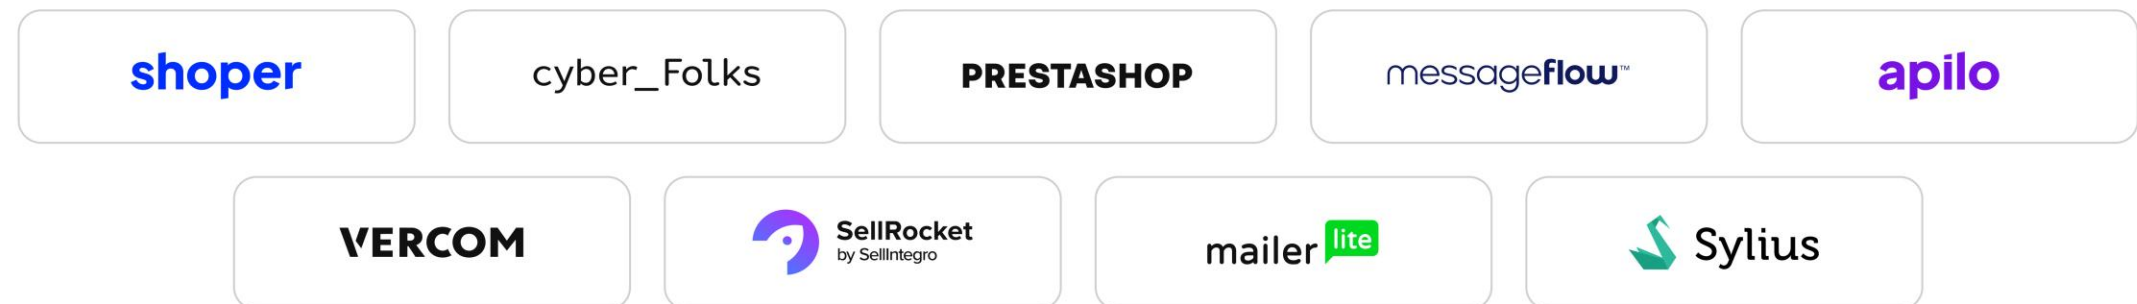 shoper
cyber_Folks
PRESTASHOP
messageflow™
apilo
VERCOM
SellRocket
by SellIntegro
mailer lite
Sylius